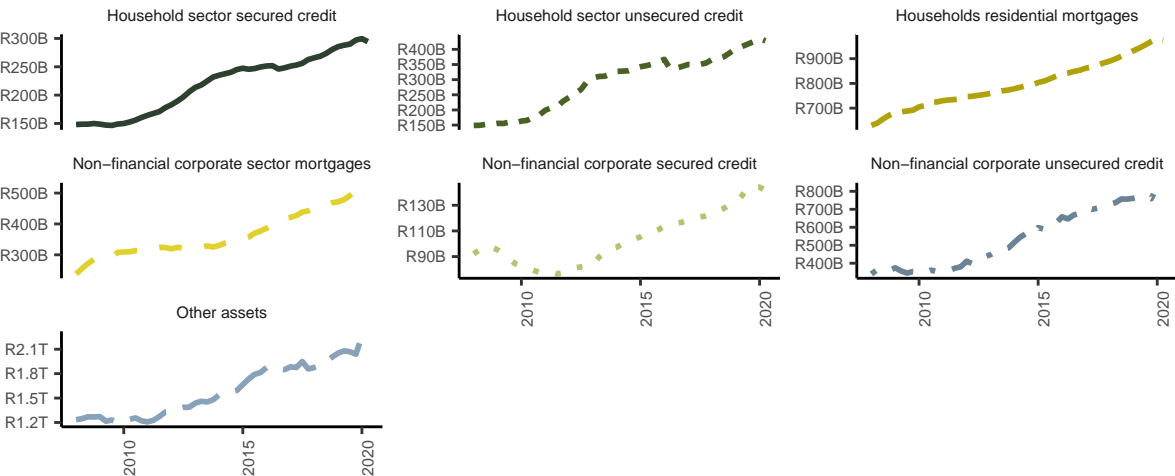 Household sector secured credit
R300B
R250B
R200B
R150B
Household sector unsecured credit
R400B
R350B
R300B
R250B
R200B
R150B
Households residential mortgages
R900B
R800B
R700B
Non−financial corporate sector mortgages
R500B
R400B
R300B
Non−financial corporate secured credit
R130B
R110B
R90B
2010
2015
2020
Non−financial corporate unsecured credit
R800B
R700B
R600B
R500B
R400B
2010
2015
2020
Other assets
R2.1T
R1.8T
R1.5T
R1.2T
2010
2015
2020